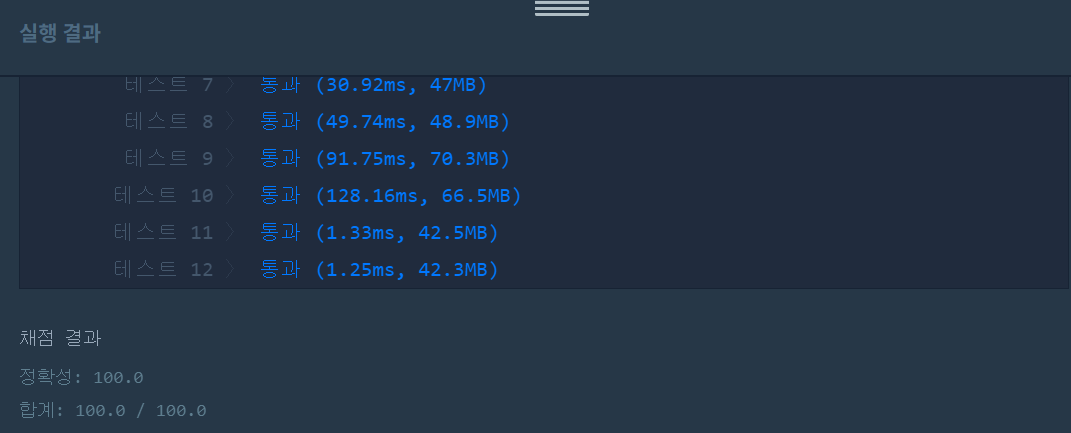 실행 결과
테스트 7 〉 통과 (30.92ms, 47MB)
테스트 8 〉 통과 (49.74ms, 48.9MB)
테스트 9 〉 통과 (91.75ms, 70.3MB)
테스트 10 〉 통과 (128.16ms, 66.5MB)
테스트 11 〉 통과 (1.33ms, 42.5MB)
테스트 12 〉 통과 (1.25ms, 42.3MB)
채점 결과
정확성: 100.0
합계: 100.0 / 100.0